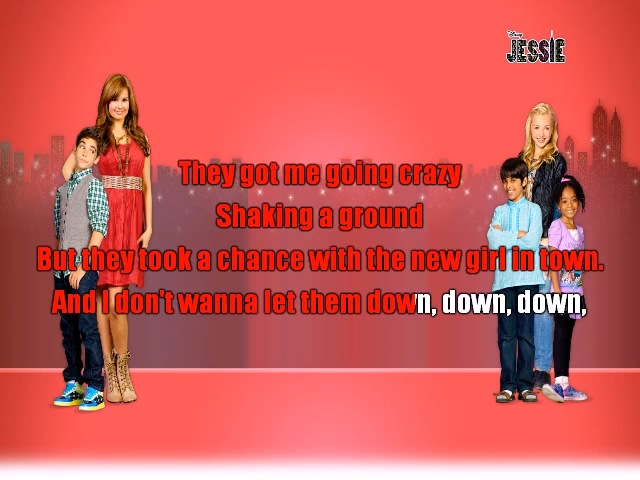 Disney
JESSIE
They got me going crazy
Shaking a ground
But they took a chance with the new girl in town.
And I don't wanna let them down, down, down,